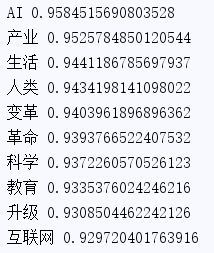 AI 0.9584515690803528
产业 0.9525784850120544
生活 0.9441186785697937
人类 0.9434198141098022
变革 0.9403961896896362
革命 0.9393766522407532
科学 0.9372260570526123
教育 0.9335376024246216
升级 0.9308504462242126
互联网 0.929720401763916